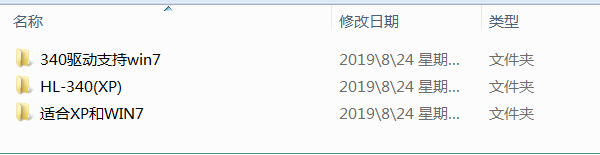 名称 修改日期 类型
340驱动支持win7 2019\8\24 星期... 文件夹
HL-340(XP) 2019\8\24 星期... 文件夹
适合XP和WIN7 2019\8\24 星期... 文件夹